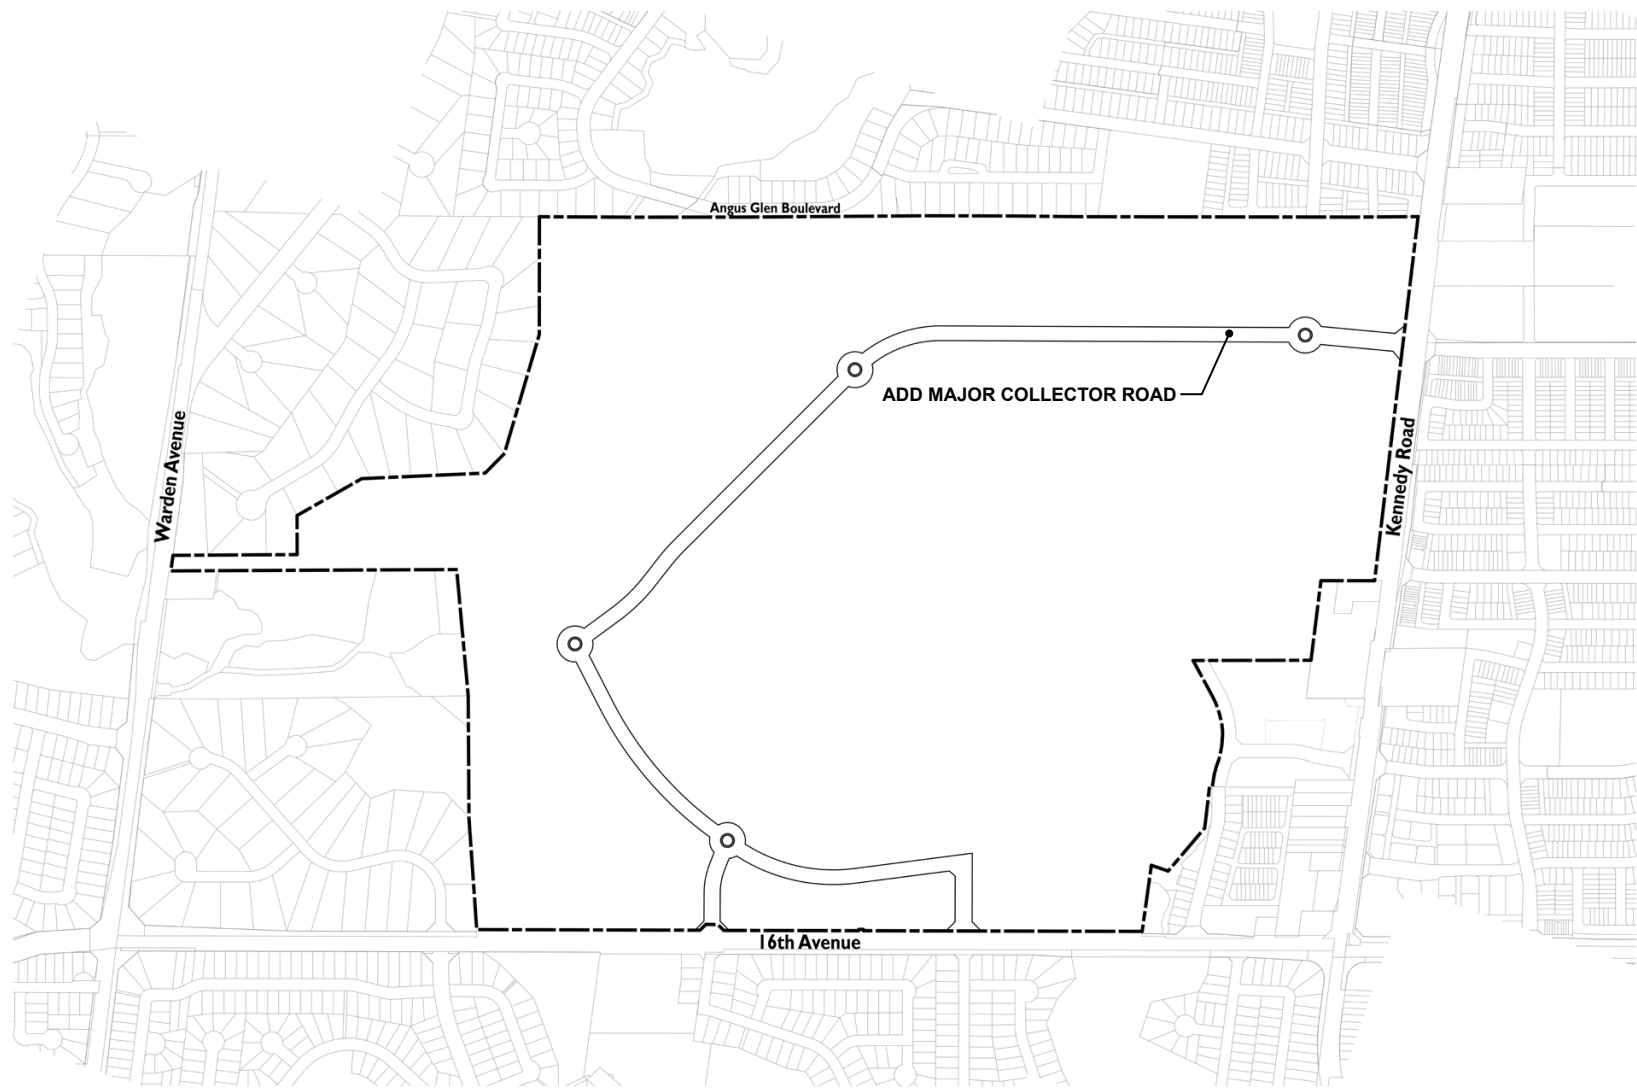 Angus Glen Boulevard
ADD MAJOR COLLECTOR ROAD
Warden Avenue
Kennedy Road
16th Avenue